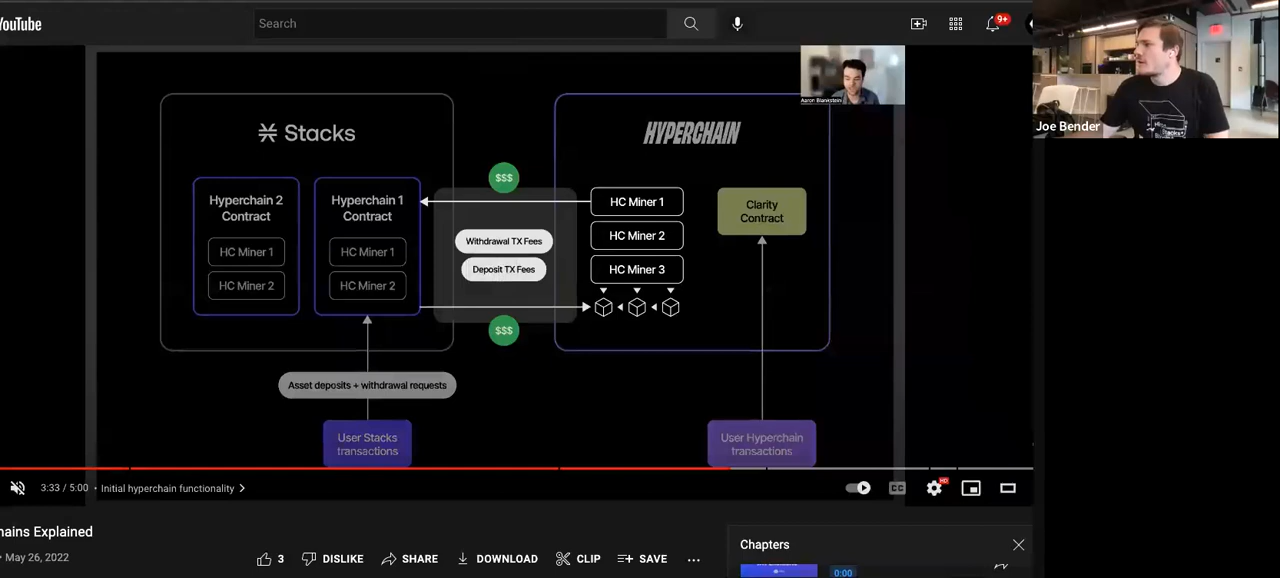 YouTube
Search
9+
Aaron Blankstein
Joe Bender
Stacks
HYPERCHAIN
$$$
Hyperchain 2
Contract
HC Miner 1
HC Miner 2
Hyperchain 1
Contract
HC Miner 1
HC Miner 2
Withdrawal TX Fees
Deposit TX Fees
HC Miner 1
HC Miner 2
HC Miner 3
Clarity
Contract
$$$
Asset deposits + withdrawal requests
User Stacks
transactions
User Hyperchain
transactions
3:33 / 5:00 • Initial hyperchain functionality
CC
HD
ains Explained
May 26, 2022
3
DISLIKE
SHARE
DOWNLOAD
CLIP
SAVE
Chapters
0:00